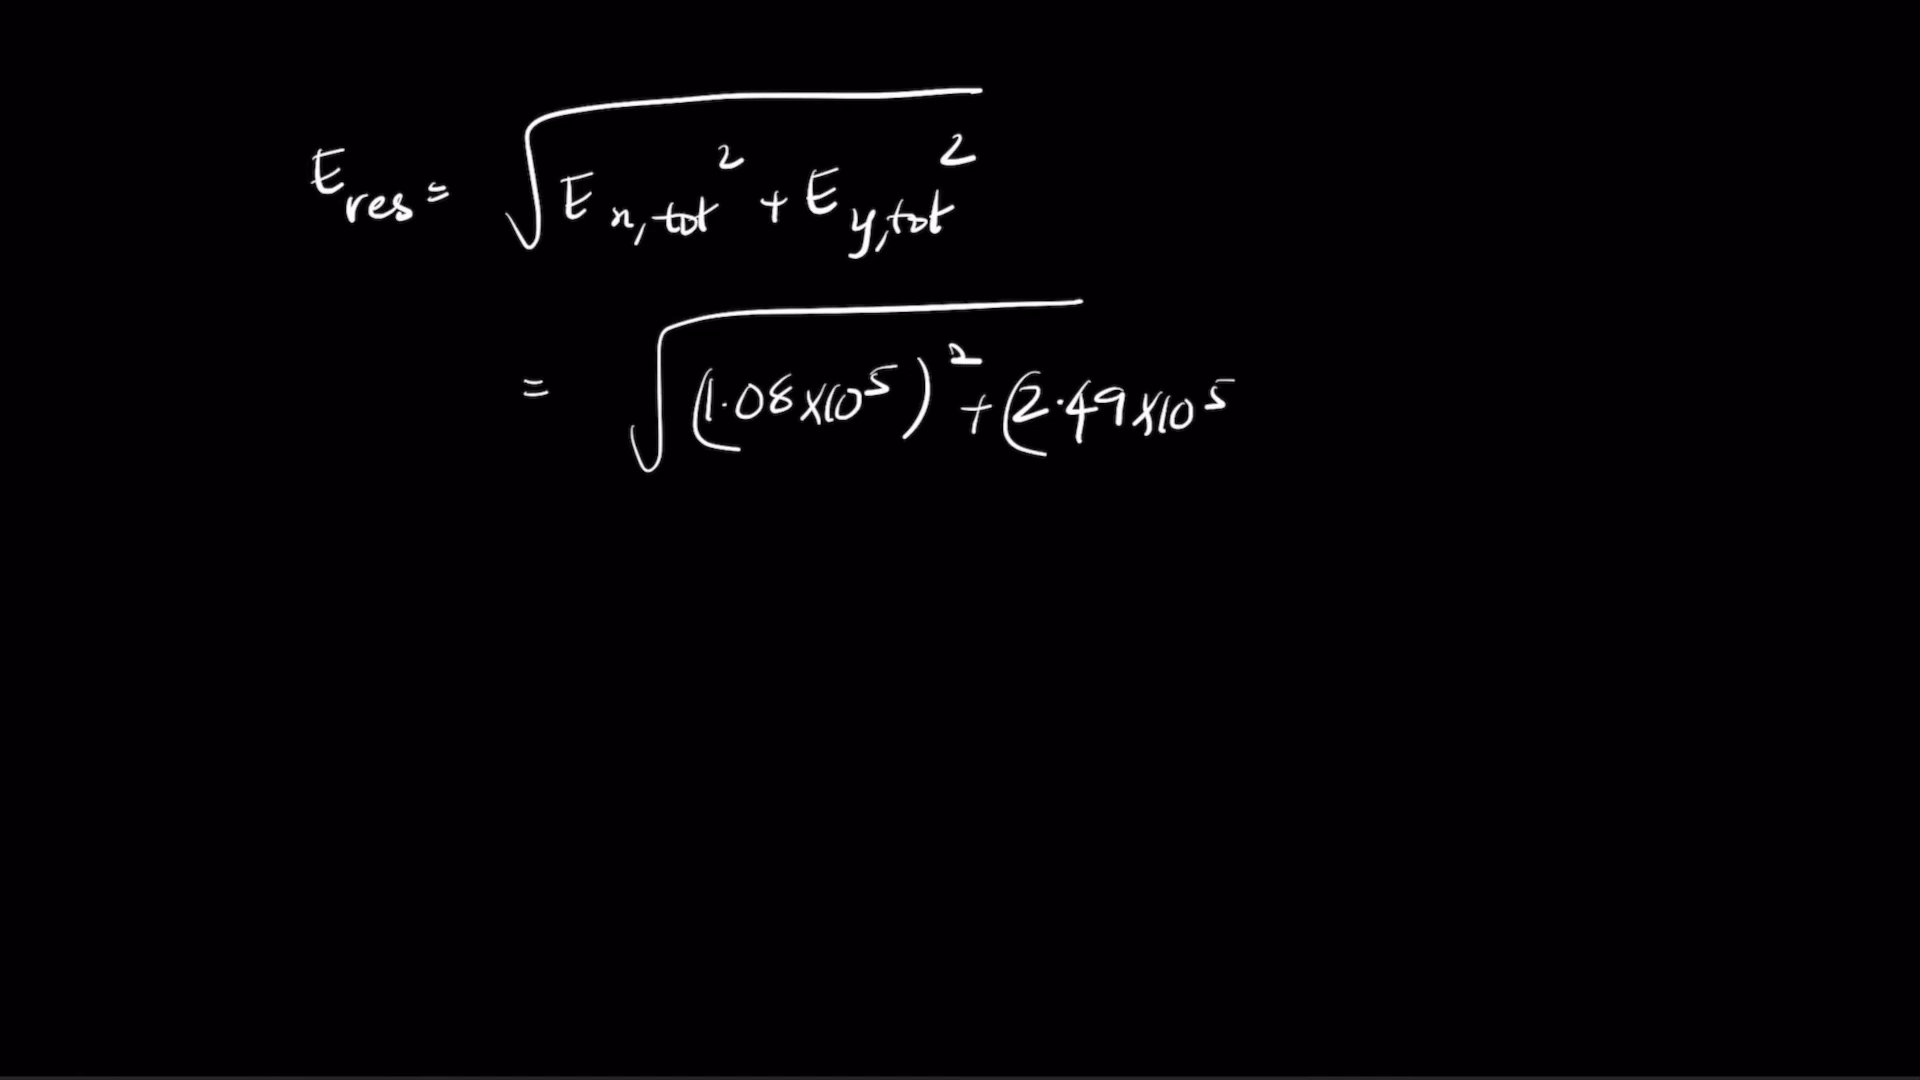 E_res = √(E_x,tot² + E_y,tot²)
= √((1.08×10⁵)² + (2.49×10⁵